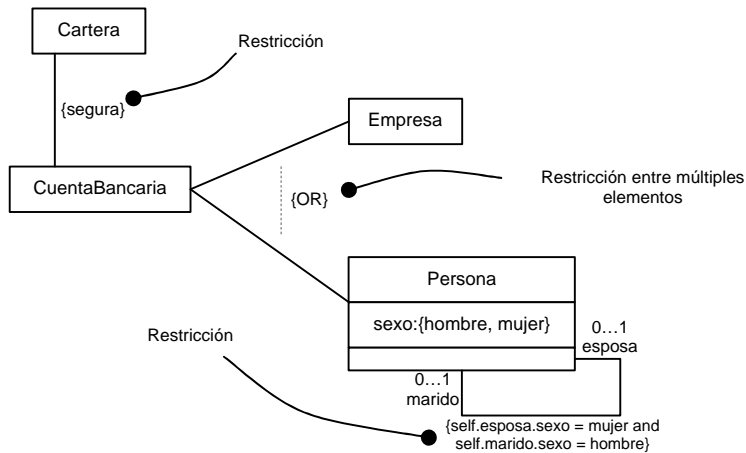 Cartera
Restricción
{segura}
Empresa
CuentaBancaria
{OR}
Restricción entre múltiples
elementos
Persona
sexo:{hombre, mujer}
Restricción
0...1
esposa
0...1
marido
{self.esposa.sexo = mujer and
self.marido.sexo = hombre}